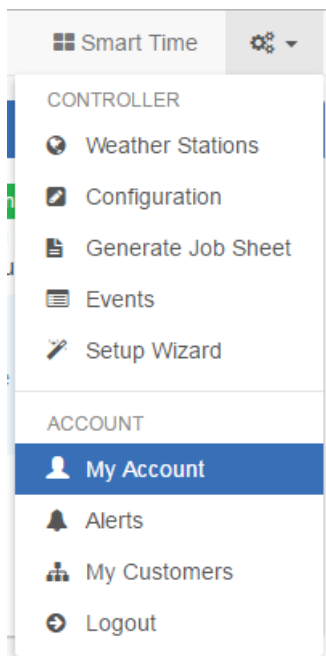 Smart Time
CONTROLLER
Weather Stations
Configuration
Generate Job Sheet
Events
Setup Wizard
ACCOUNT
My Account
Alerts
My Customers
Logout